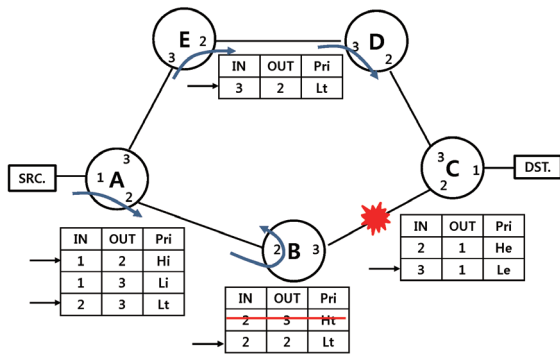 E
2
3
D
3
2
IN OUT Pri
3 2 Lt
SRC.
1 A 3
2
3
C 1
2
DST.
2 B 3
IN OUT Pri
1 2 Hi
1 3 Li
2 3 Lt
IN OUT Pri
2 3 Ht
2 2 Lt
IN OUT Pri
2 1 He
3 1 Le